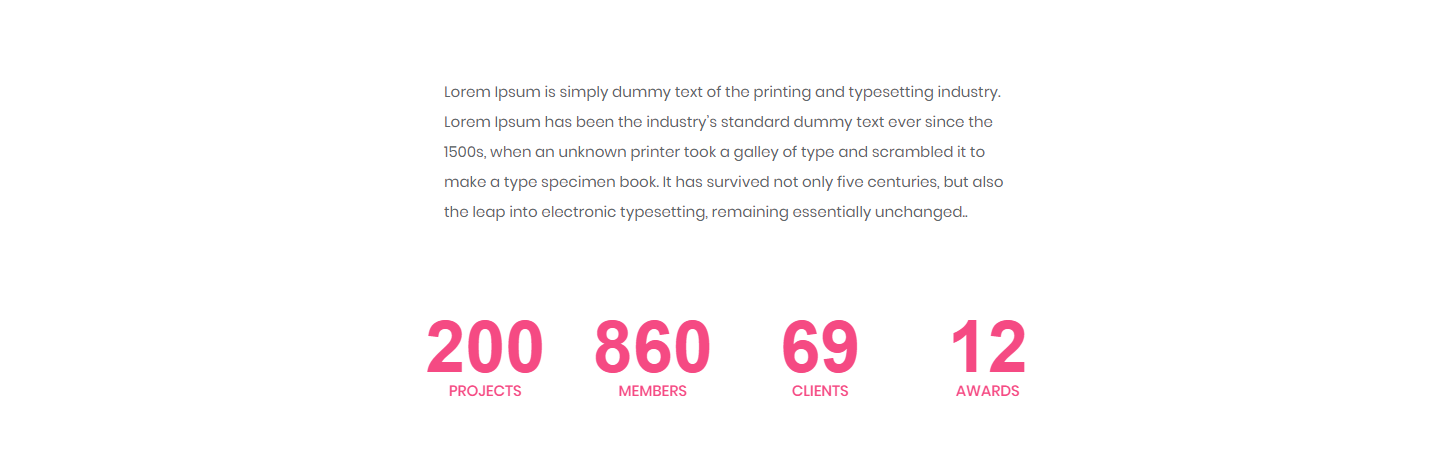 Lorem Ipsum is simply dummy text of the printing and typesetting industry.
Lorem Ipsum has been the industry's standard dummy text ever since the
1500s, when an unknown printer took a galley of type and scrambled it to
make a type specimen book. It has survived not only five centuries, but also
the leap into electronic typesetting, remaining essentially unchanged..
200 860 69 12
PROJECTS MEMBERS CLIENTS AWARDS